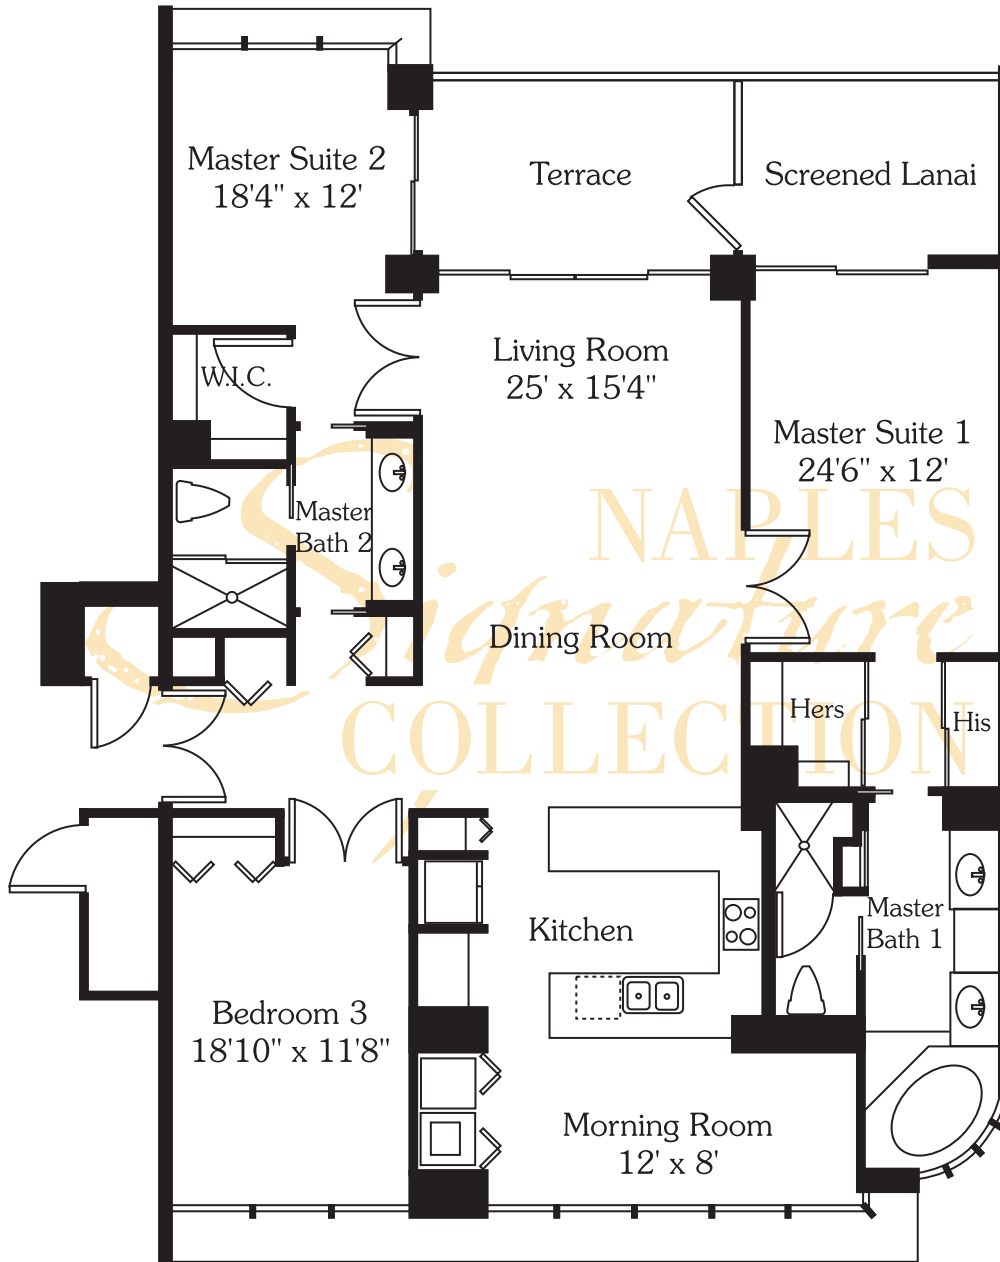 Master Suite 2
18'4" x 12'
Terrace
Screened Lanai
Living Room
25' x 15'4"
W.I.C.
Master Suite 1
24'6" x 12'
Master
Bath 2
NAPLES
Signature
COLLECTION
Dining Room
Hers
His
Kitchen
Master
Bath 1
Bedroom 3
18'10" x 11'8"
Morning Room
12' x 8'